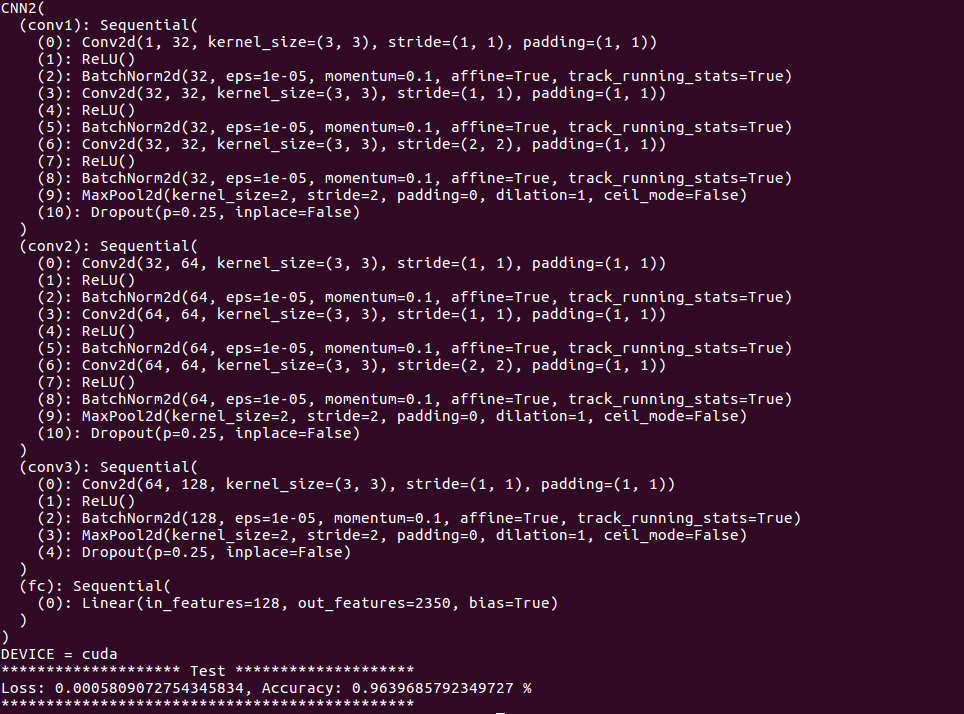 CNN2(
  (conv1): Sequential(
    (0): Conv2d(1, 32, kernel_size=(3, 3), stride=(1, 1), padding=(1, 1))
    (1): ReLU()
    (2): BatchNorm2d(32, eps=1e-05, momentum=0.1, affine=True, track_running_stats=True)
    (3): Conv2d(32, 32, kernel_size=(3, 3), stride=(1, 1), padding=(1, 1))
    (4): ReLU()
    (5): BatchNorm2d(32, eps=1e-05, momentum=0.1, affine=True, track_running_stats=True)
    (6): Conv2d(32, 32, kernel_size=(3, 3), stride=(2, 2), padding=(1, 1))
    (7): ReLU()
    (8): BatchNorm2d(32, eps=1e-05, momentum=0.1, affine=True, track_running_stats=True)
    (9): MaxPool2d(kernel_size=2, stride=2, padding=0, dilation=1, ceil_mode=False)
    (10): Dropout(p=0.25, inplace=False)
  )
  (conv2): Sequential(
    (0): Conv2d(32, 64, kernel_size=(3, 3), stride=(1, 1), padding=(1, 1))
    (1): ReLU()
    (2): BatchNorm2d(64, eps=1e-05, momentum=0.1, affine=True, track_running_stats=True)
    (3): Conv2d(64, 64, kernel_size=(3, 3), stride=(1, 1), padding=(1, 1))
    (4): ReLU()
    (5): BatchNorm2d(64, eps=1e-05, momentum=0.1, affine=True, track_running_stats=True)
    (6): Conv2d(64, 64, kernel_size=(3, 3), stride=(2, 2), padding=(1, 1))
    (7): ReLU()
    (8): BatchNorm2d(64, eps=1e-05, momentum=0.1, affine=True, track_running_stats=True)
    (9): MaxPool2d(kernel_size=2, stride=2, padding=0, dilation=1, ceil_mode=False)
    (10): Dropout(p=0.25, inplace=False)
  )
  (conv3): Sequential(
    (0): Conv2d(64, 128, kernel_size=(3, 3), stride=(1, 1), padding=(1, 1))
    (1): ReLU()
    (2): BatchNorm2d(128, eps=1e-05, momentum=0.1, affine=True, track_running_stats=True)
    (3): MaxPool2d(kernel_size=2, stride=2, padding=0, dilation=1, ceil_mode=False)
    (4): Dropout(p=0.25, inplace=False)
  )
  (fc): Sequential(
    (0): Linear(in_features=128, out_features=2350, bias=True)
  )
)
DEVICE = cuda
******************** Test ********************
Loss: 0.0005809072754345834, Accuracy: 0.9639685792349727 %
**********************************************